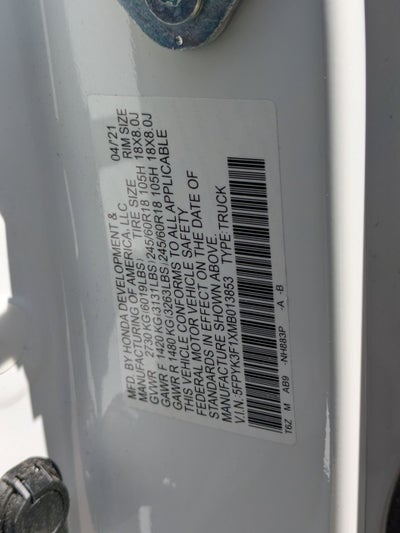 MFD. BY HONDA DEVELOPMENT & 04/'21
MANUFACTURING OF AMERICA, LLC
GVWR 2730 KG(6019LBS) TIRE SIZE RIM SIZE
GAWR F 1420 KG(3131LBS)245/60R18 105H 18X8.0J
GAWR R 1480 KG(3263LBS)245/60R18 105H 18X8.0J
THIS VEHICLE CONFORMS TO ALL APPLICABLE
FEDERAL MOTOR VEHICLE SAFETY
STANDARDS IN EFFECT ON THE DATE OF
MANUFACTURE SHOWN ABOVE.
V.I.N. 5FPYK3F1XMB013853 TYPE:TRUCK
T6Z M AB9 -NH883P -A -B